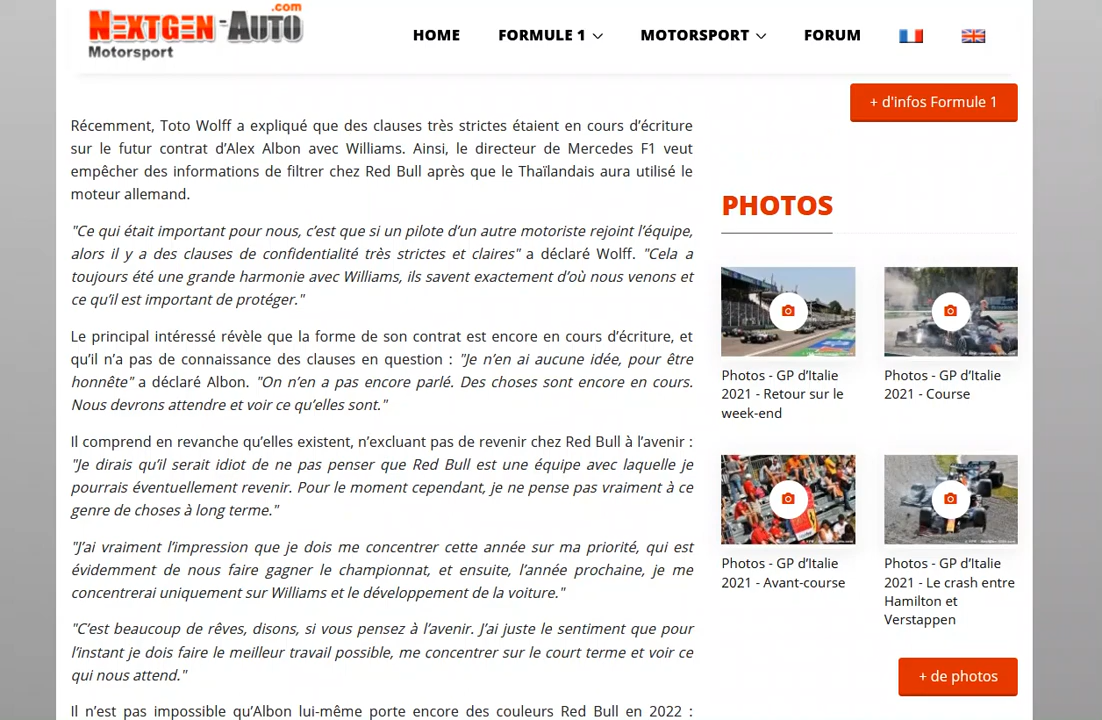 NEXTGEN-AUTO.com
Motorsport
HOME
FORMULE 1
MOTORSPORT
FORUM
+ d'infos Formule 1
Récemment, Toto Wolff a expliqué que des clauses très strictes étaient en cours d’écriture
sur le futur contrat d’Alex Albon avec Williams. Ainsi, le directeur de Mercedes F1 veut
empêcher des informations de filtrer chez Red Bull après que le Thaïlandais aura utilisé le
moteur allemand.
"Ce qui était important pour nous, c’est que si un pilote d’un autre motoriste rejoint l’équipe,
alors il y a des clauses de confidentialité très strictes et claires" a déclaré Wolff. "Cela a
toujours été une grande harmonie avec Williams, ils savent exactement d’où nous venons et
ce qu’il est important de protéger."
Le principal intéressé révèle que la forme de son contrat est encore en cours d’écriture, et
qu’il n’a pas de connaissance des clauses en question : "Je n’en ai aucune idée, pour être
honnête" a déclaré Albon. "On n’en a pas encore parlé. Des choses sont encore en cours.
Nous devrons attendre et voir ce qu’elles sont."
Il comprend en revanche qu’elles existent, n’excluant pas de revenir chez Red Bull à l’avenir :
"Je dirais qu’il serait idiot de ne pas penser que Red Bull est une équipe avec laquelle je
pourrais éventuellement revenir. Pour le moment cependant, je ne pense pas vraiment à ce
genre de choses à long terme."
"J’ai vraiment l’impression que je dois me concentrer cette année sur ma priorité, qui est
évidemment de nous faire gagner le championnat, et ensuite, l’année prochaine, je me
concentrerai uniquement sur Williams et le développement de la voiture."
"C’est beaucoup de rêves, disons, si vous pensez à l’avenir. J’ai juste le sentiment que pour
l’instant je dois faire le meilleur travail possible, me concentrer sur le court terme et voir ce
qui nous attend."
Il n’est pas impossible qu’Albon lui-même porte encore des couleurs Red Bull en 2022 :
PHOTOS
Photos - GP d’Italie
2021 - Retour sur le
week-end
Photos - GP d’Italie
2021 - Course
Photos - GP d’Italie
2021 - Avant-course
Photos - GP d’Italie
2021 - Le crash entre
Hamilton et
Verstappen
+ de photos